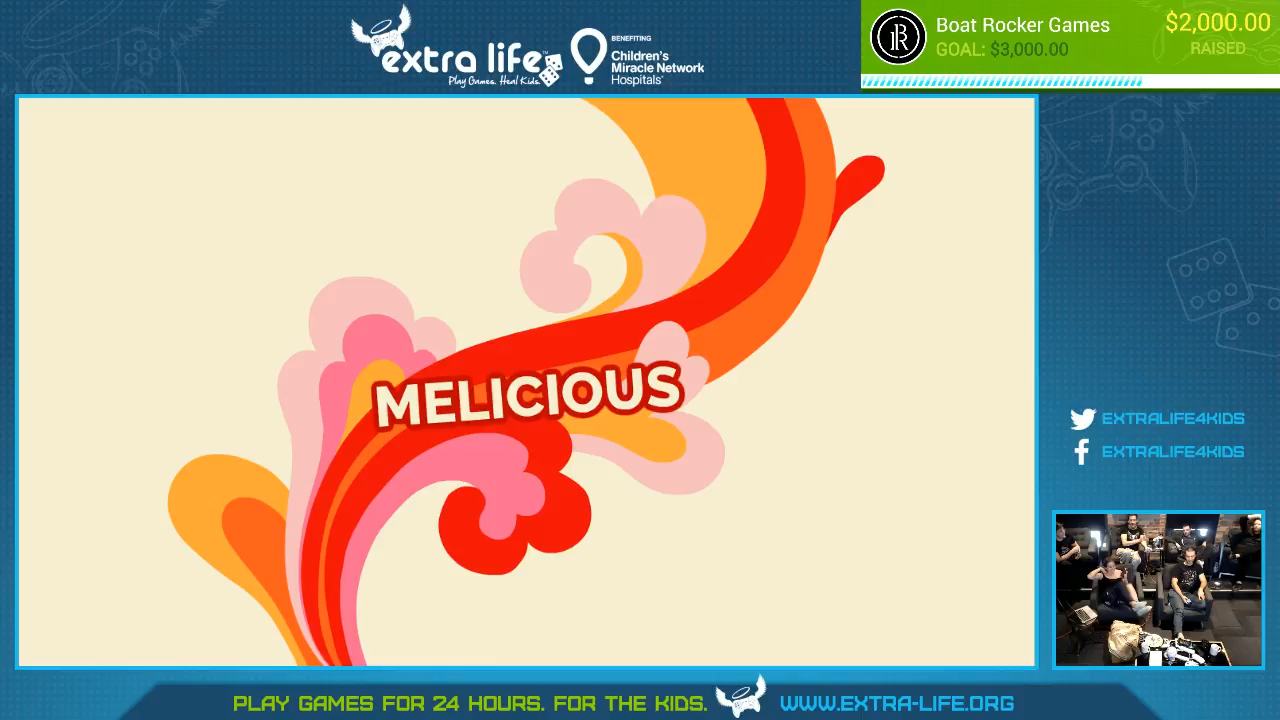 extra life™
Play Games. Heal Kids.
BENEFITING
Children's
Miracle Network
Hospitals®
Boat Rocker Games
GOAL: $3,000.00
$2,000.00
RAISED
MELICIOUS
EXTRALIFE4KIDS
EXTRALIFE4KIDS
PLAY GAMES FOR 24 HOURS. FOR THE KIDS.
WWW.EXTRA-LIFE.ORG